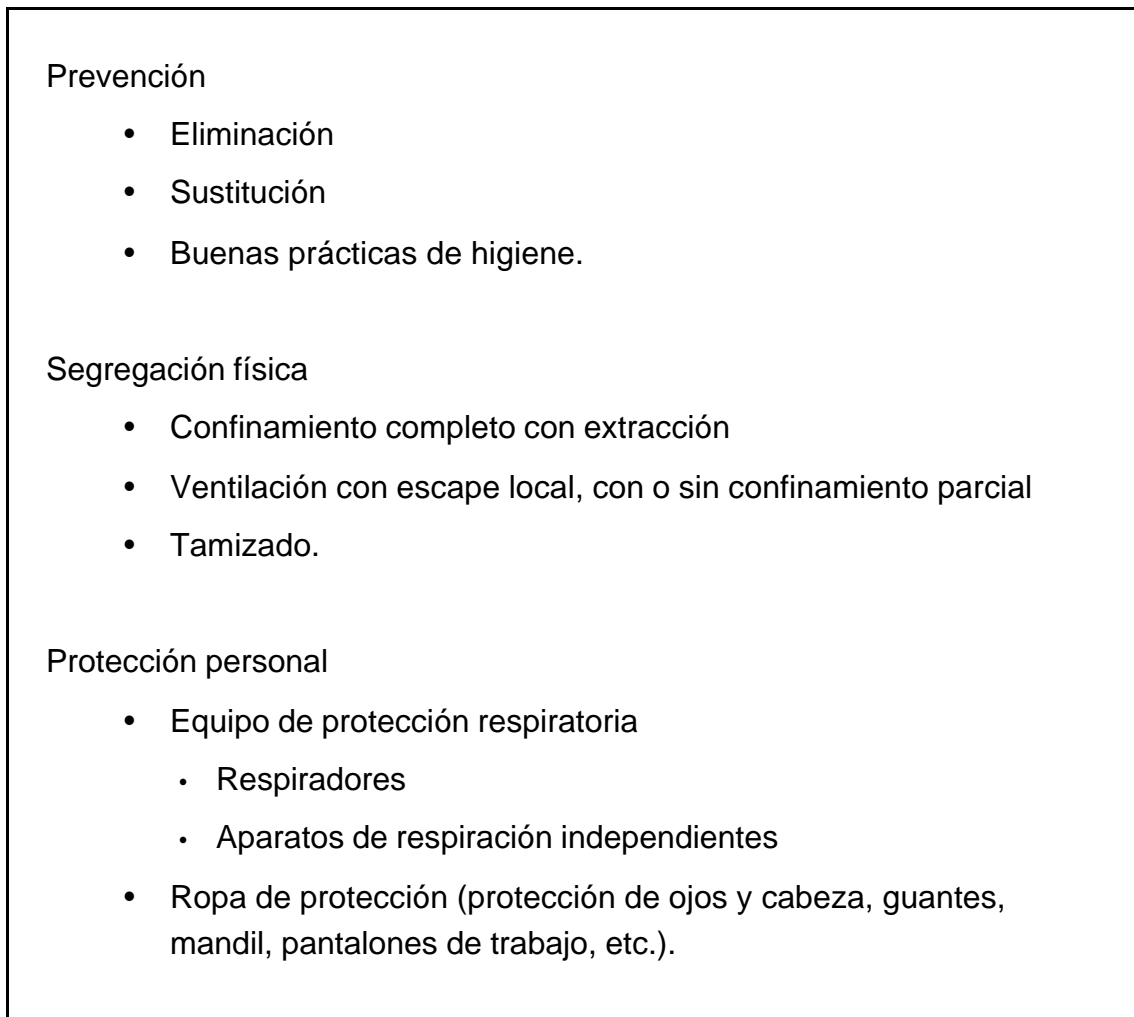 Prevención
• Eliminación
• Sustitución
• Buenas prácticas de higiene.
Segregación física
• Confinamiento completo con extracción
• Ventilación con escape local, con o sin confinamiento parcial
• Tamizado.
Protección personal
• Equipo de protección respiratoria
• Respiradores
• Aparatos de respiración independientes
• Ropa de protección (protección de ojos y cabeza, guantes,
mandil, pantalones de trabajo, etc.).